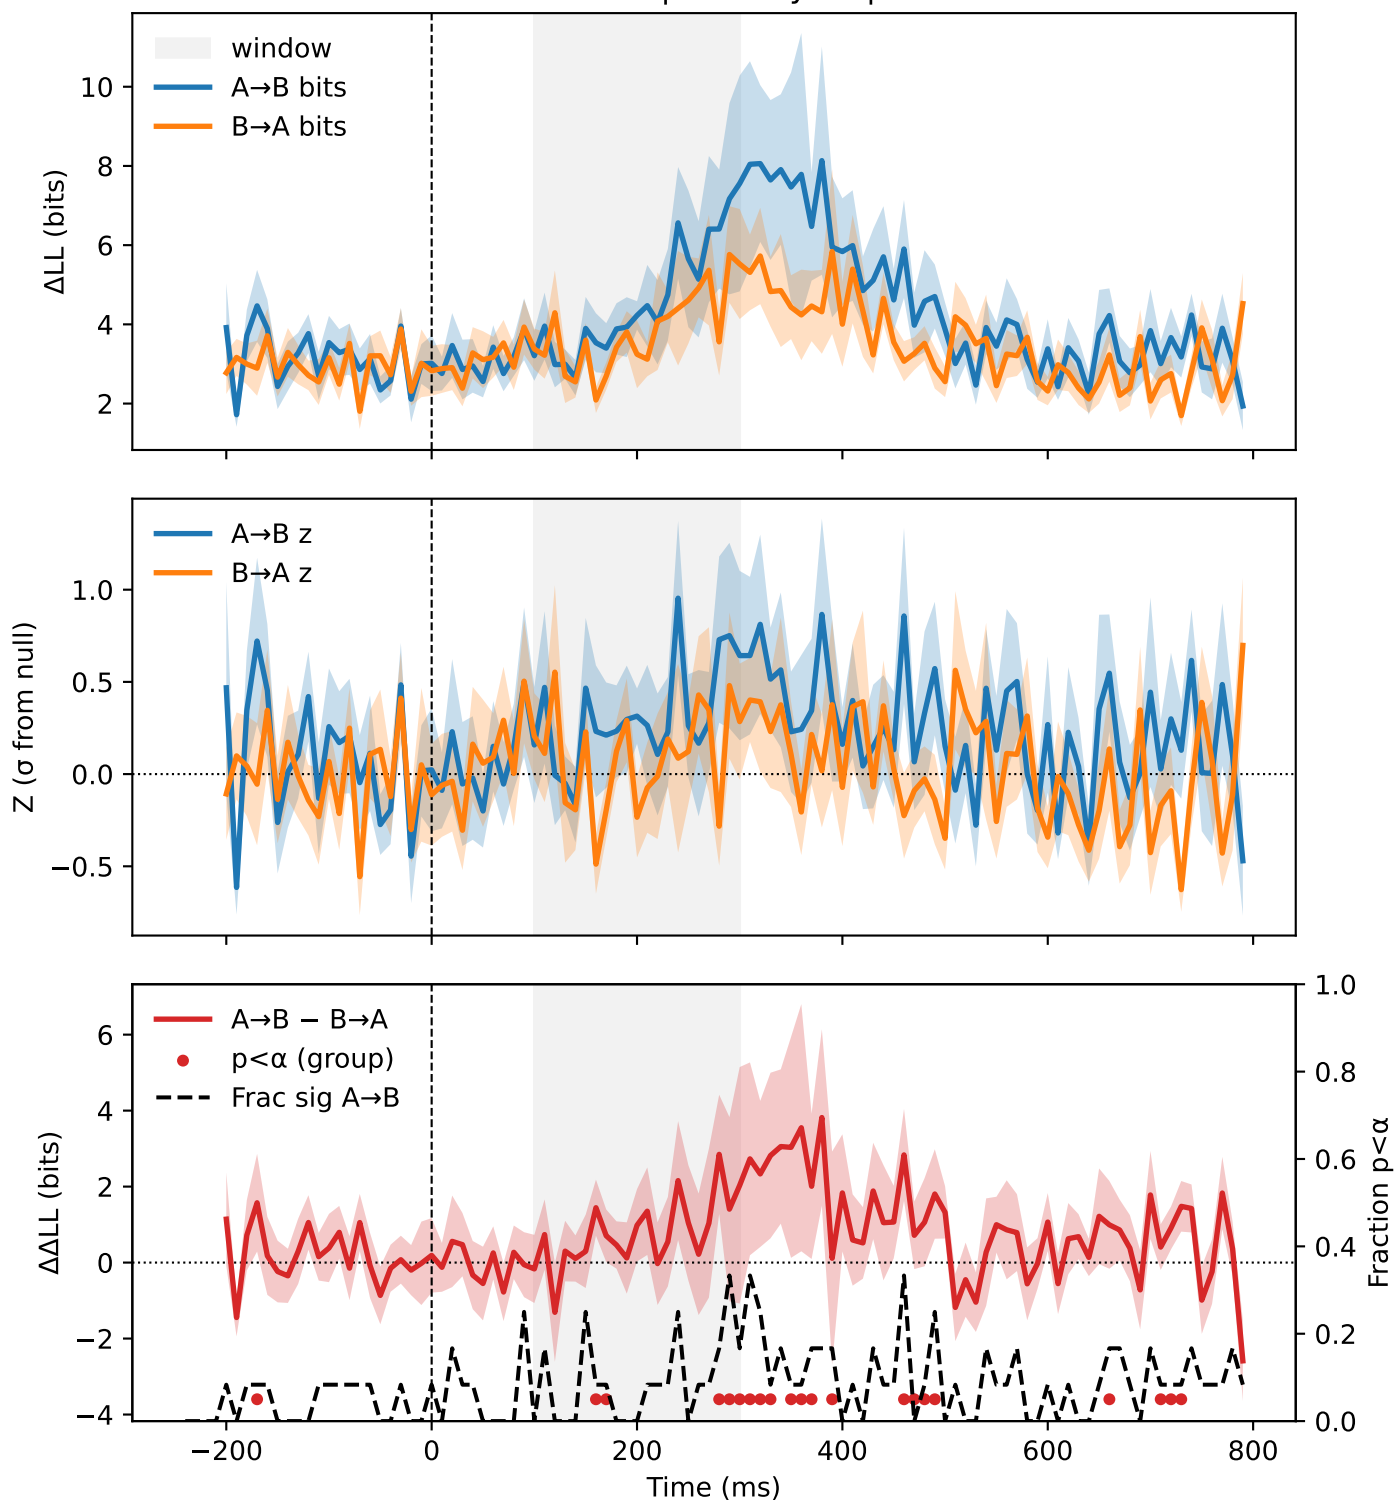 window
A→B bits
B→A bits
10
8
6
4
2
ΔLL (bits)
A→B z
B→A z
1.0
0.5
0.0
−0.5
Z (σ from null)
A→B − B→A
p<α (group)
Frac sig A→B
6
4
2
0
−2
−4
ΔΔLL (bits)
1.0
0.8
0.6
0.4
0.2
0.0
Fraction p<α
−200
0
200
400
600
800
Time (ms)